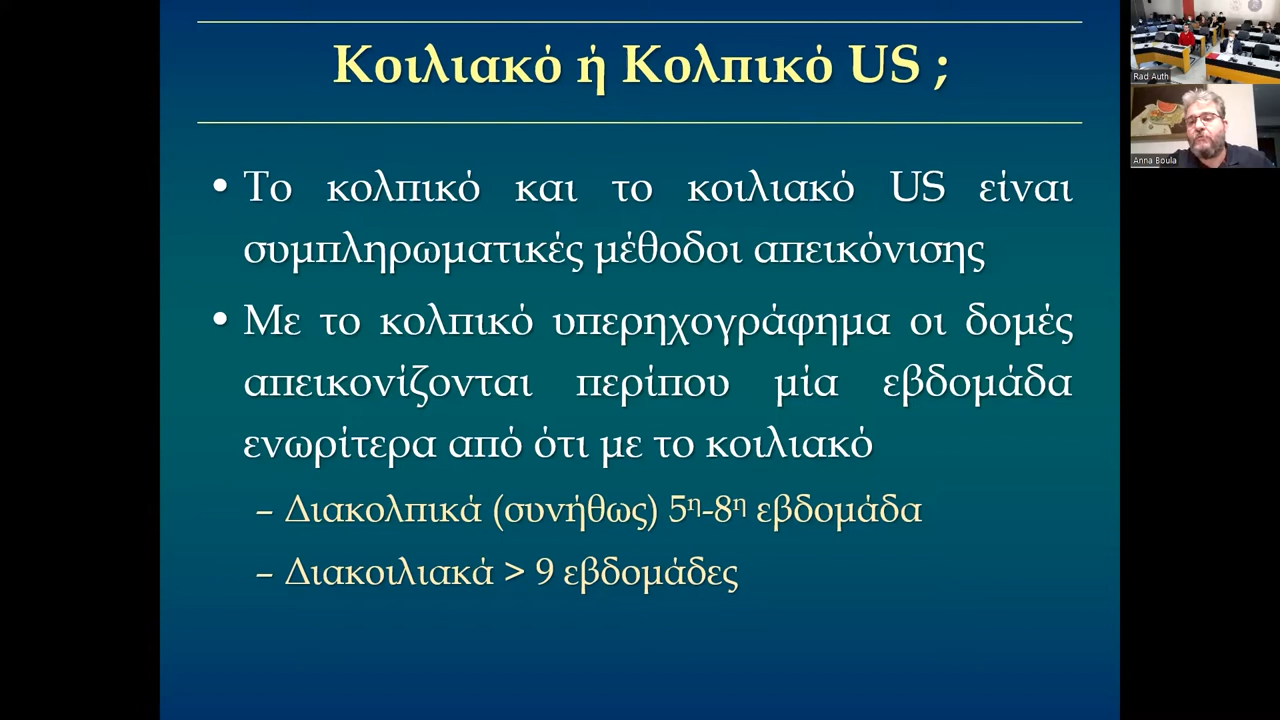 Κοιλιακό ή Κολπικό US ;
• Το κολπικό και το κοιλιακό US είναι
συμπληρωματικές μέθοδοι απεικόνισης
• Με το κολπικό υπερηχογράφημα οι δομές
απεικονίζονται περίπου μία εβδομάδα
ενωρίτερα από ότι με το κοιλιακό
– Διακολπικά (συνήθως) 5η-8η εβδομάδα
– Διακοιλιακά > 9 εβδομάδες
Rad Auth
Anna Boula